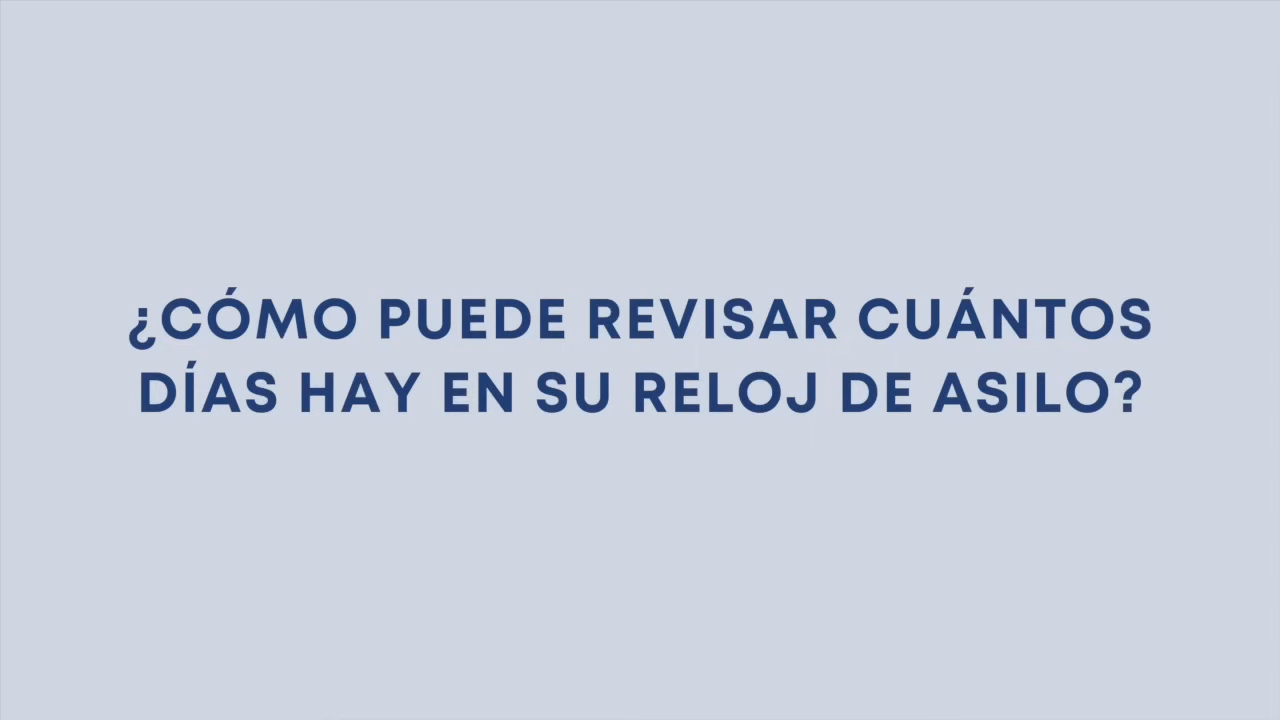 ¿CÓMO PUEDE REVISAR CUÁNTOS
DÍAS HAY EN SU RELOJ DE ASILO?